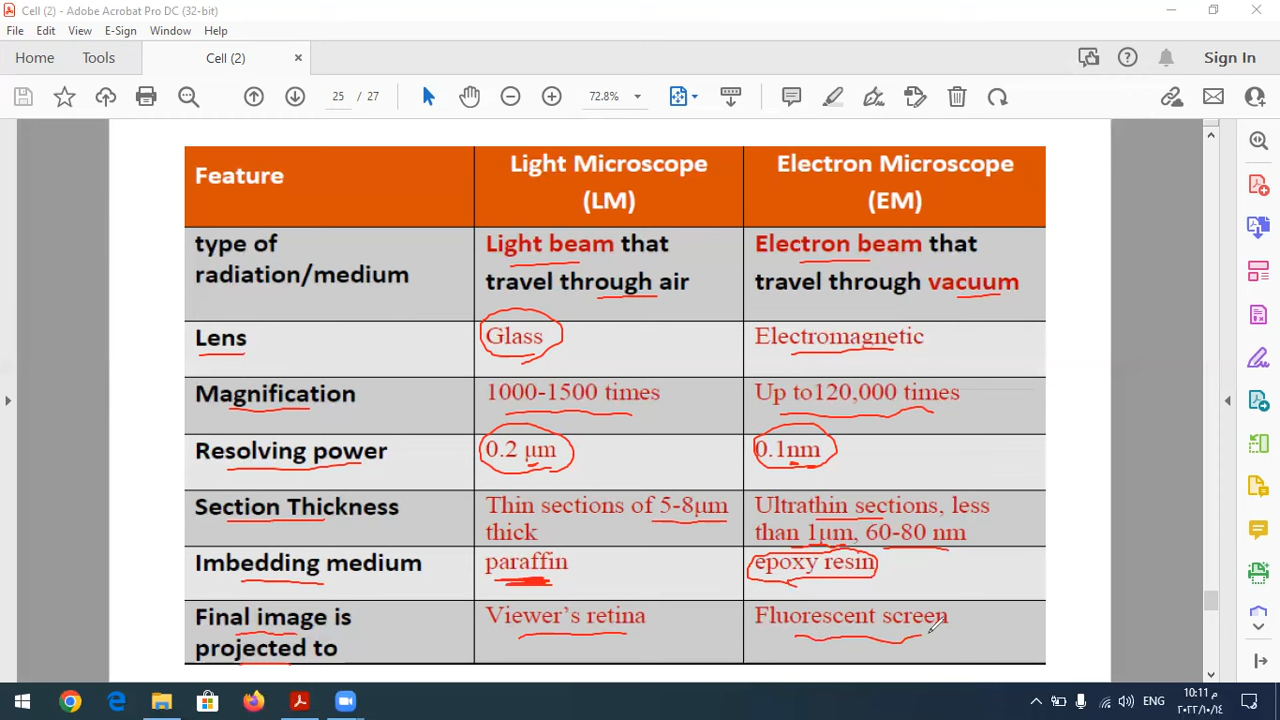 Cell (2) - Adobe Acrobat Pro DC (32-bit)
File Edit View E-Sign Window Help
Home Tools Cell (2) × Sign In
25 / 27 72.8%
Feature
Light Microscope
(LM)
Electron Microscope
(EM)
type of
radiation/medium
Light beam that
travel through air
Electron beam that
travel through vacuum
Lens
Glass
Electromagnetic
Magnification
1000-1500 times
Up to120,000 times
Resolving power
0.2 µm
0.1nm
Section Thickness
Thin sections of 5-8µm
thick
Ultrathin sections, less
than 1µm, 60-80 nm
Imbedding medium
paraffin
epoxy resin
Final image is
projected to
Viewer’s retina
Fluorescent screen
ENG
10:11 م
٢٠٢٢/١٠/١٤